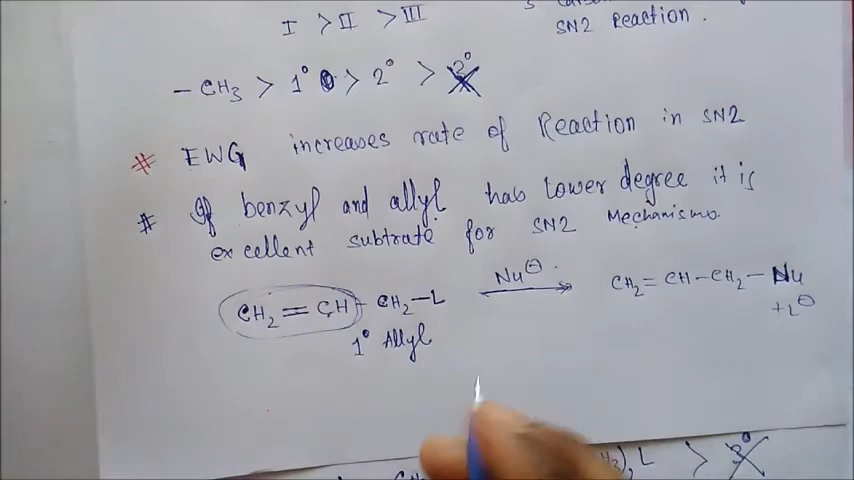 I > II > III
SN2 Reaction.
- CH3 > 1° > 2° > 3°
# EWG increases rate of Reaction in SN2
# If benzyl and allyl has lower degree it is
excellent subtrate for SN2 Mechanisms.
CH2 = CH - CH2 - L Nu⊖ → CH2 = CH - CH2 - Nu
+ L⊖
1° Allyl
), L > 3°